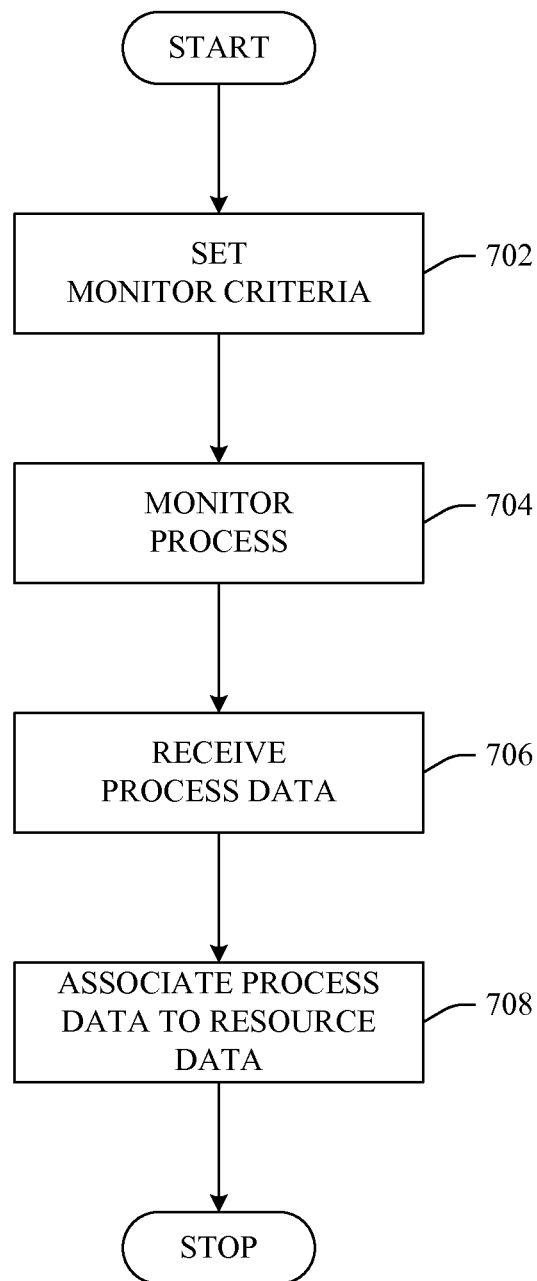 START
SET
MONITOR CRITERIA
702
MONITOR
PROCESS
704
RECEIVE
PROCESS DATA
706
ASSOCIATE PROCESS
DATA TO RESOURCE
DATA
708
STOP